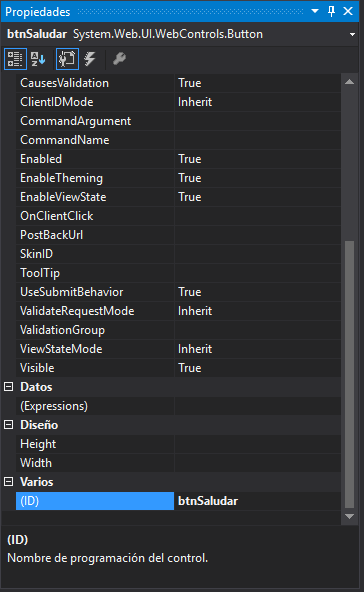 Propiedades
btnSaludar System.Web.UI.WebControls.Button
CausesValidation True
ClientIDMode Inherit
CommandArgument
CommandName
Enabled True
EnableTheming True
EnableViewState True
OnClientClick
PostBackUrl
SkinID
ToolTip
UseSubmitBehavior True
ValidateRequestMode Inherit
ValidationGroup
ViewStateMode Inherit
Visible True
Datos
(Expressions)
Diseño
Height
Width
Varios
(ID) btnSaludar
(ID)
Nombre de programación del control.